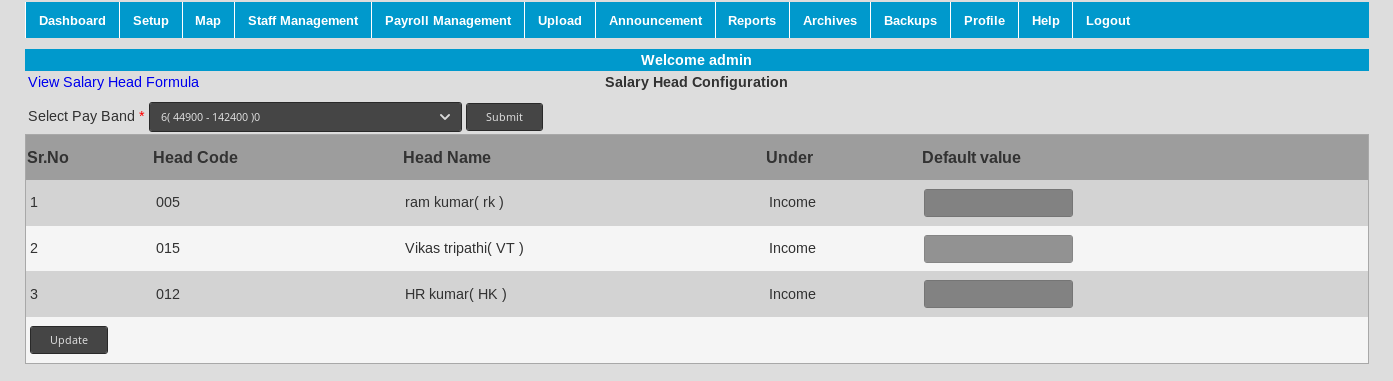 Dashboard Setup Map Staff Management Payroll Management Upload Announcement Reports Archives Backups Profile Help Logout
Welcome admin
View Salary Head Formula Salary Head Configuration
Select Pay Band * 6( 44900 - 142400 )0 Submit
Sr.No Head Code Head Name Under Default value
1 005 ram kumar( rk ) Income
2 015 Vikas tripathi( VT ) Income
3 012 HR kumar( HK ) Income
Update